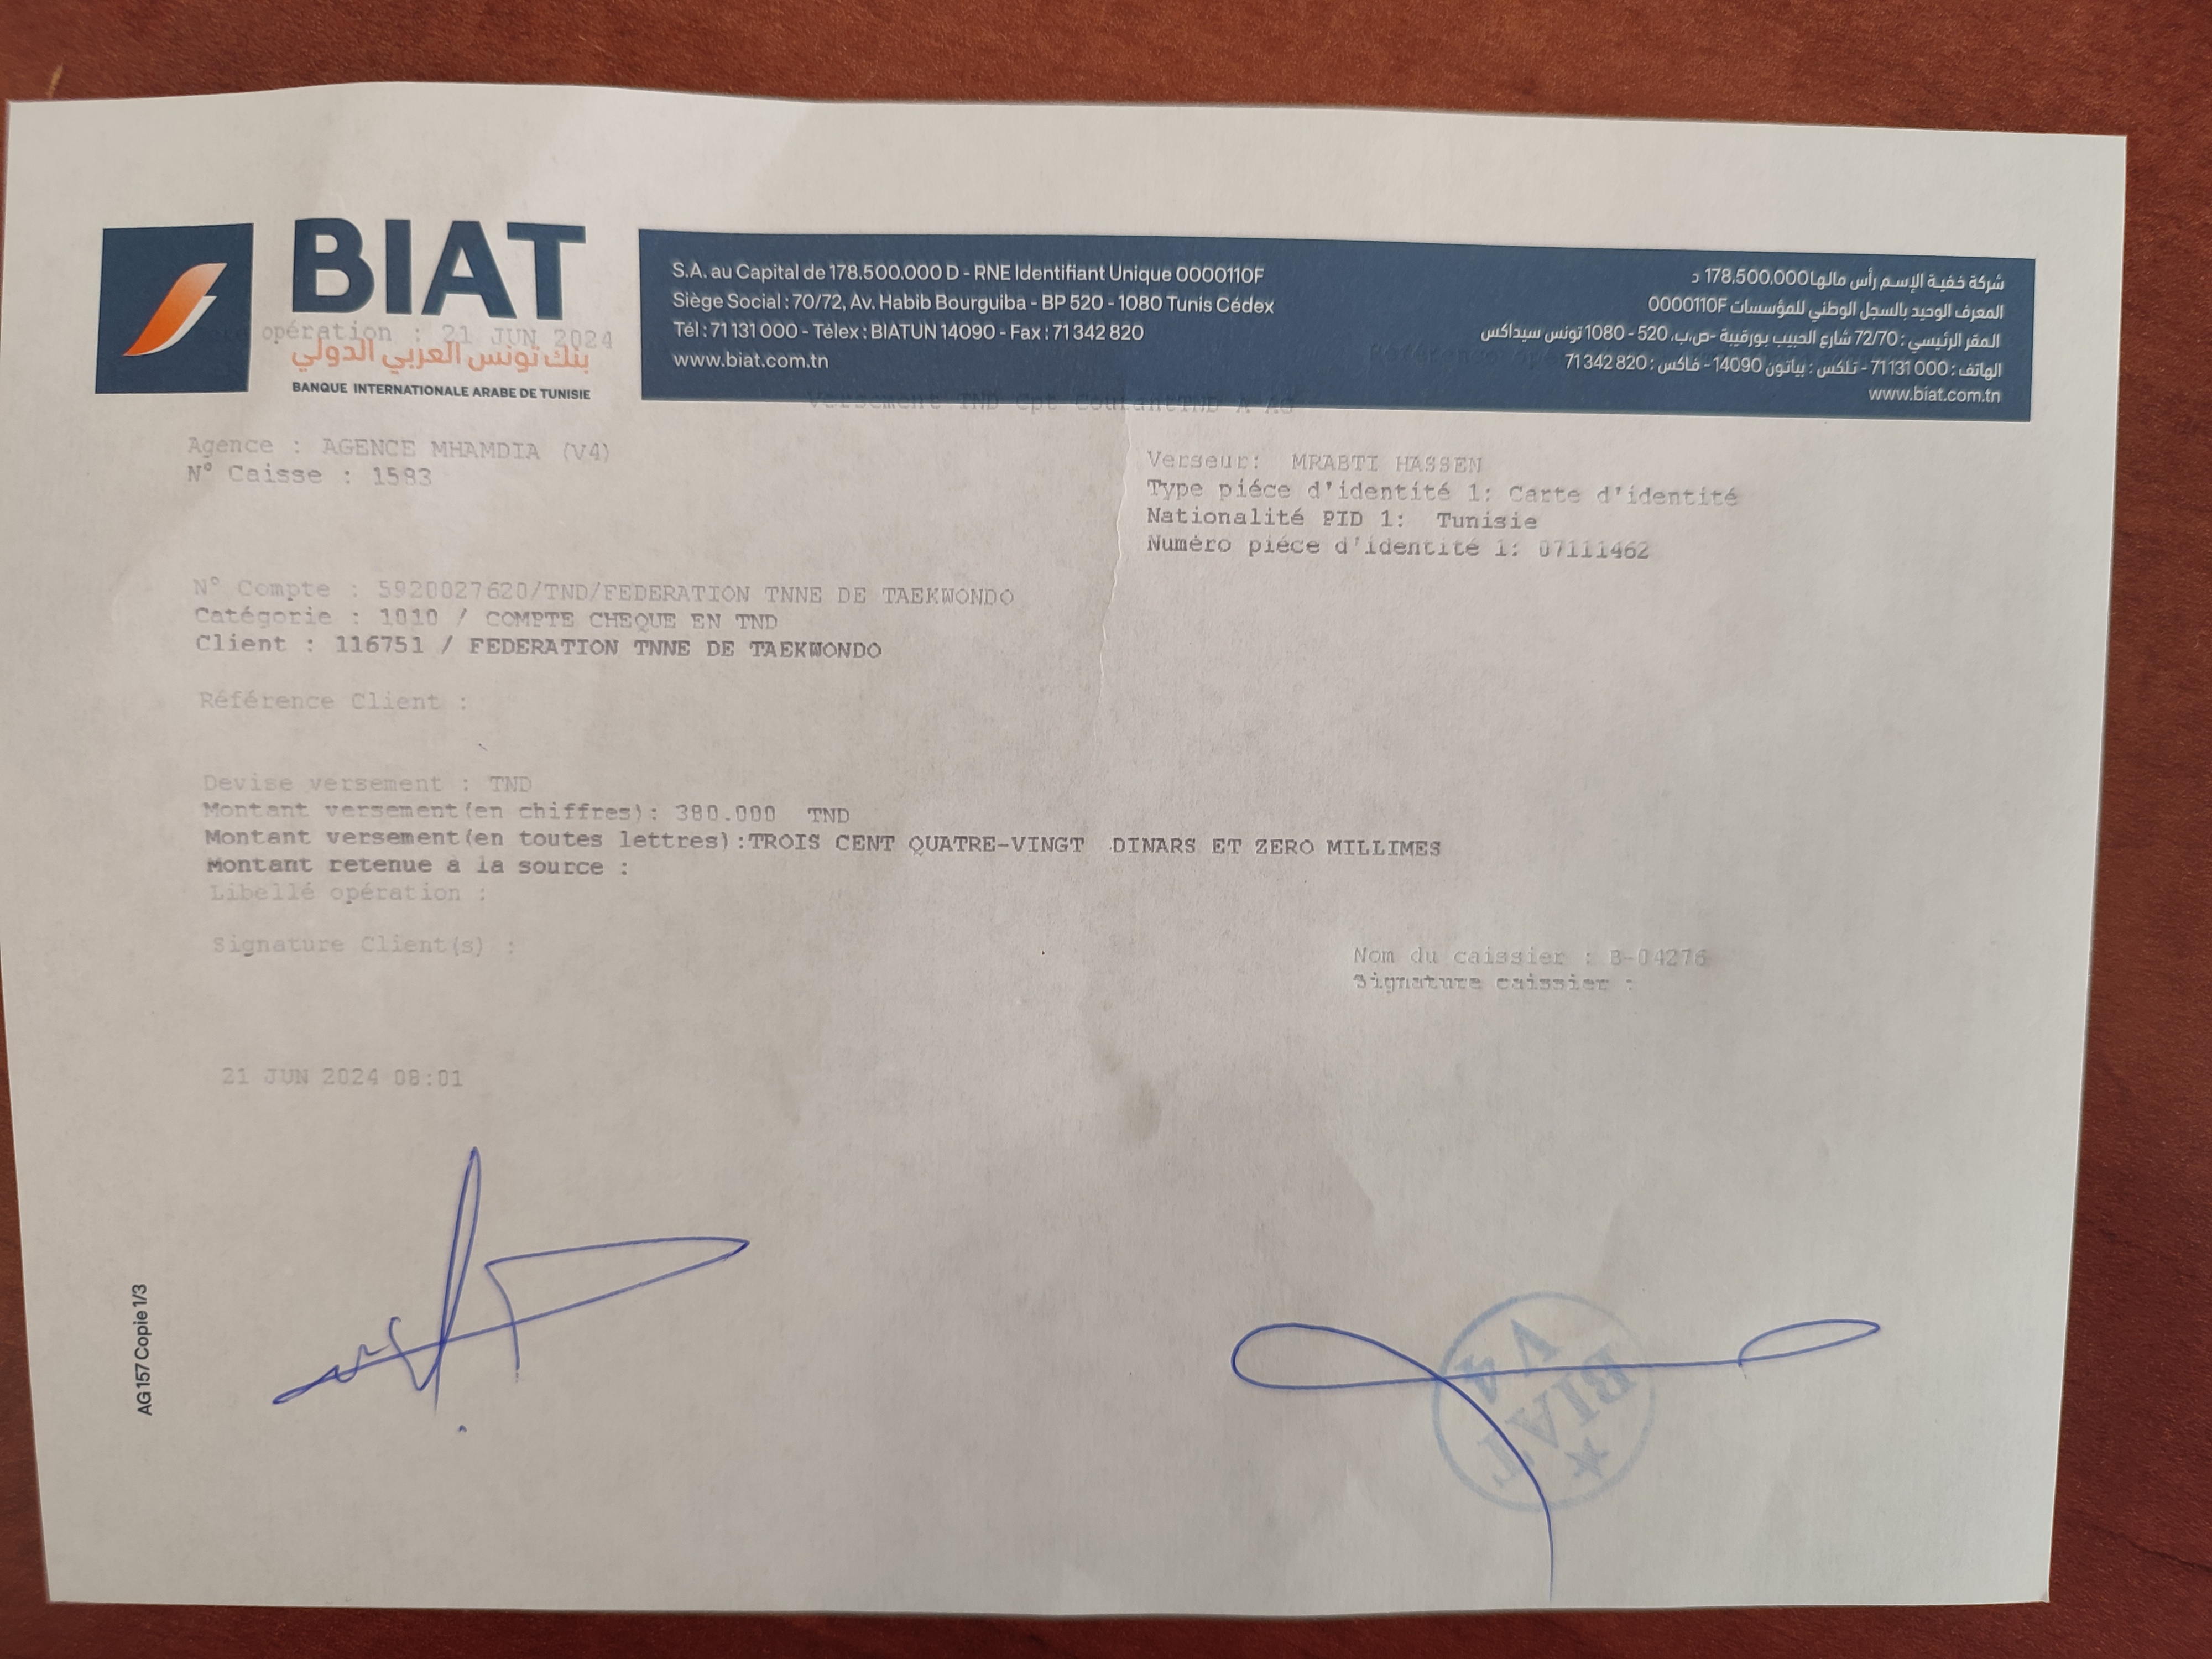 BIAT
opération : 21 JUN 2024
بنك تونس العربي الدولي
BANQUE INTERNATIONALE ARABE DE TUNISIE
S.A. au Capital de 178.500.000 D - RNE Identifiant Unique 0000110F
Siège Social : 70/72, Av. Habib Bourguiba - BP 520 - 1080 Tunis Cédex
Tél : 71 131 000 - Télex : BIATUN 14090 - Fax : 71 342 820
www.biat.com.tn
شركة خفية الإسم رأس مالها 178.500.000 د
المعرف الوحيد بالسجل الوطني للمؤسسات 0000110F
المقر الرئيسي : 72/70 شارع الحبيب بورقيبة -ص.ب. 520 - 1080 تونس سيداكس
الهاتف : 71131 000 - تلكس : بياتون 14090 - فاكس : 71 342 820
www.biat.com.tn
Versement TND Cpt CourantTND A AG
Agence : AGENCE MHAMDIA (V4)
N° Caisse : 1583
Verseur: MRABTI HASSEN
Type piéce d'identité 1: Carte d'identité
Nationalité PID 1: Tunisie
Numéro piéce d'identité 1: 07111462
N° Compte : 5920027620/TND/FEDERATION TNNE DE TAEKWONDO
Catégorie : 1010 / COMPTE CHEQUE EN TND
Client : 116751 / FEDERATION TNNE DE TAEKWONDO
Référence Client :
Devise versement : TND
Montant versement(en chiffres): 380.000 TND
Montant versement(en toutes lettres):TROIS CENT QUATRE-VINGT DINARS ET ZERO MILLIMES
Montant retenue à la source :
Libellé opération :
Signature Client(s) :
Nom du caissier : B-04276
Signature caissier :
21 JUN 2024 08:01
AG 157 Copie 1/3
BIAT
V4